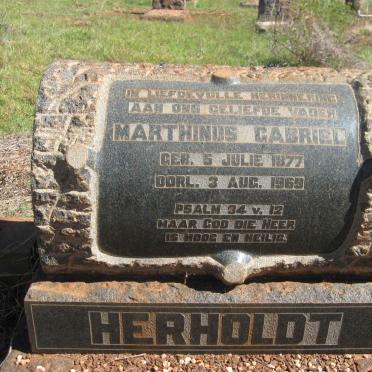 IN LIEFDEVOLLE HERINNERING
AAN ONS GELIEFDE VADER
MARTHINUS GABRIEL
GEB. 5 JULIE 1877
OORL. 3 AUG. 1969
PSALM 94 V. 12
MAAR GOD DIE HEER
IS HOOG EN HEILIG.
HERHOLDT